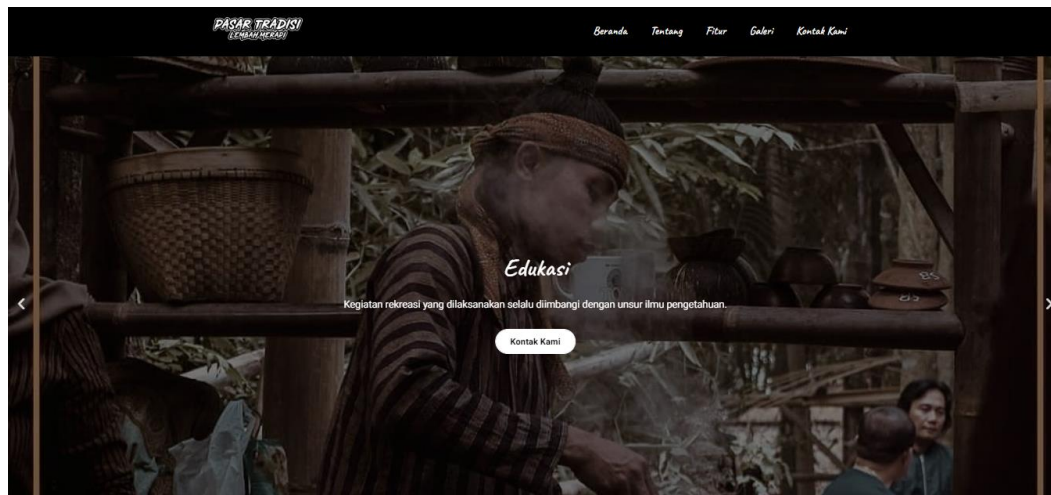 PASAR TRADISI
LEMBAH MERAPI
Beranda
Tentang
Fitur
Galeri
Kontak Kami
Edukasi
Kegiatan rekreasi yang dilaksanakan selalu diimbangi dengan unsur ilmu pengetahuan.
Kontak Kami